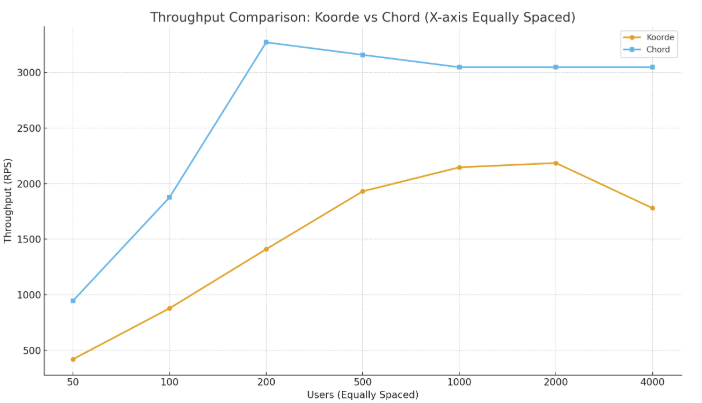 Throughput Comparison: Koorde vs Chord (X-axis Equally Spaced)
Koorde
Chord
Throughput (RPS)
3000
2500
2000
1500
1000
500
50 100 200 500 1000 2000 4000
Users (Equally Spaced)